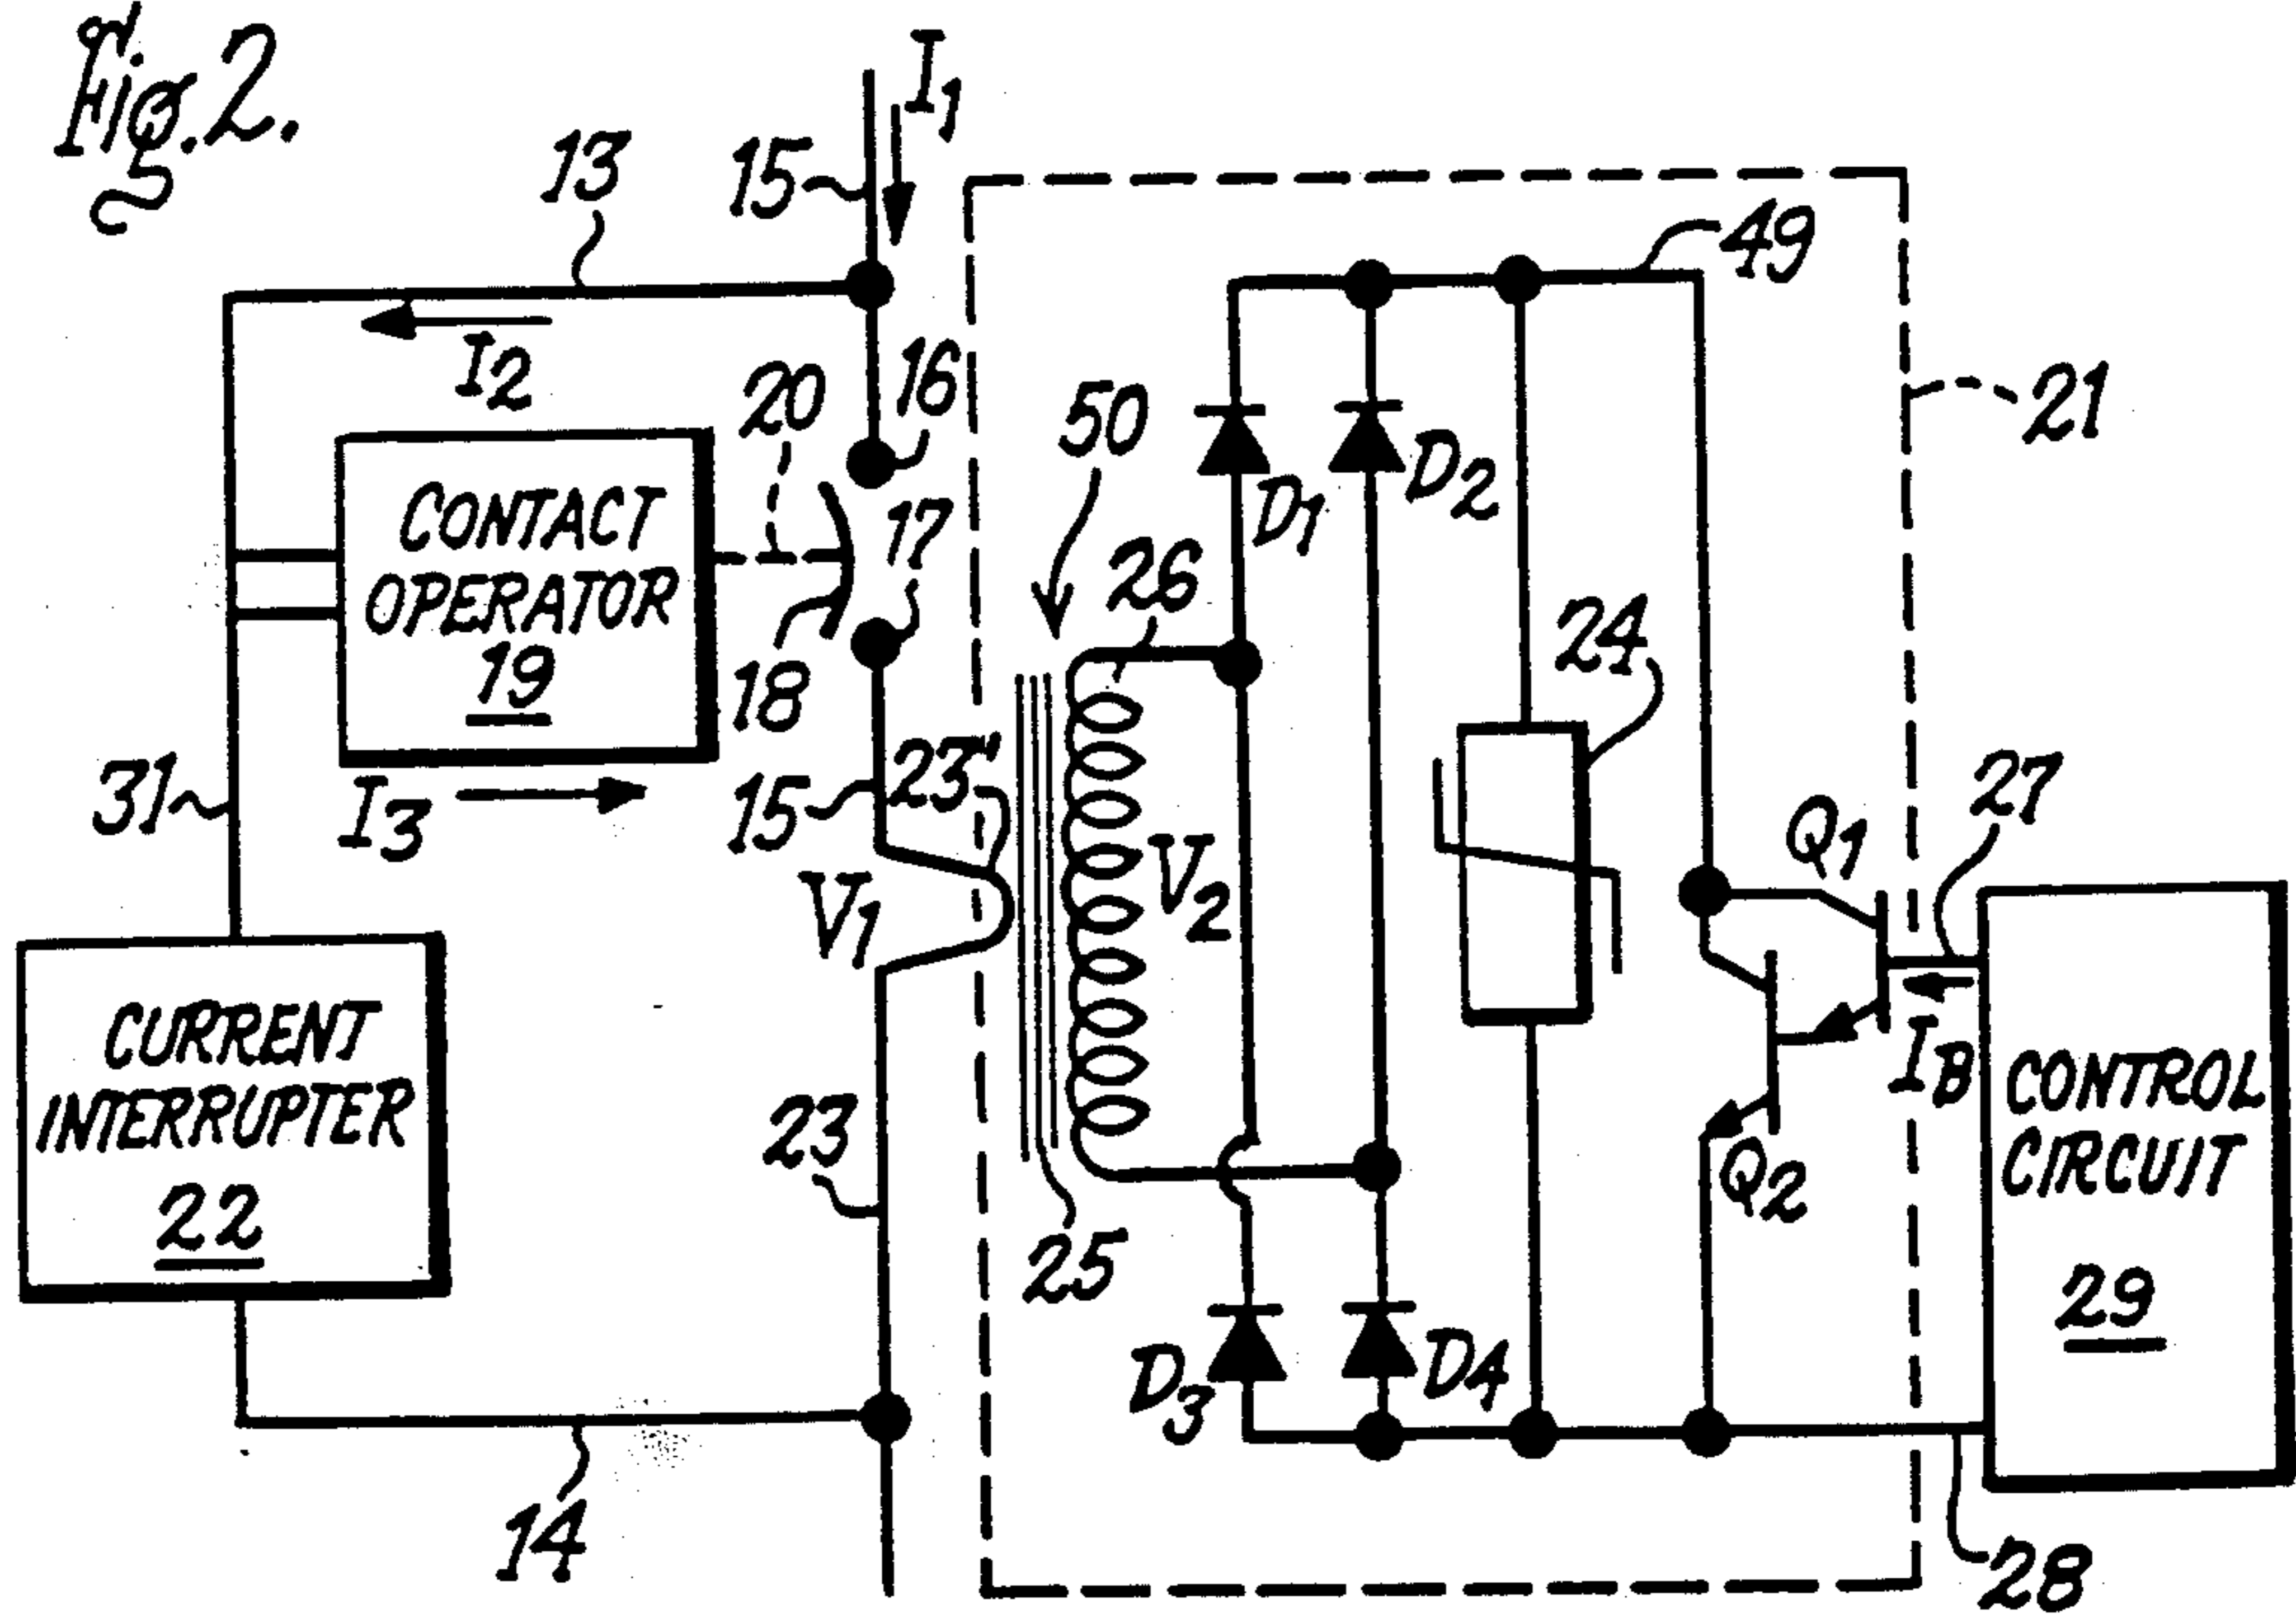 Fig. 2.
I1
13
15
49
I2
16
20
50
21
D1
D2
CONTACT
OPERATOR
19
17
26
24
18
23'
15
27
31
I3
Q1
V1
V2
CURRENT
INTERRUPTER
22
IB
CONTROL
CIRCUIT
29
23
Q2
25
D3
D4
14
28